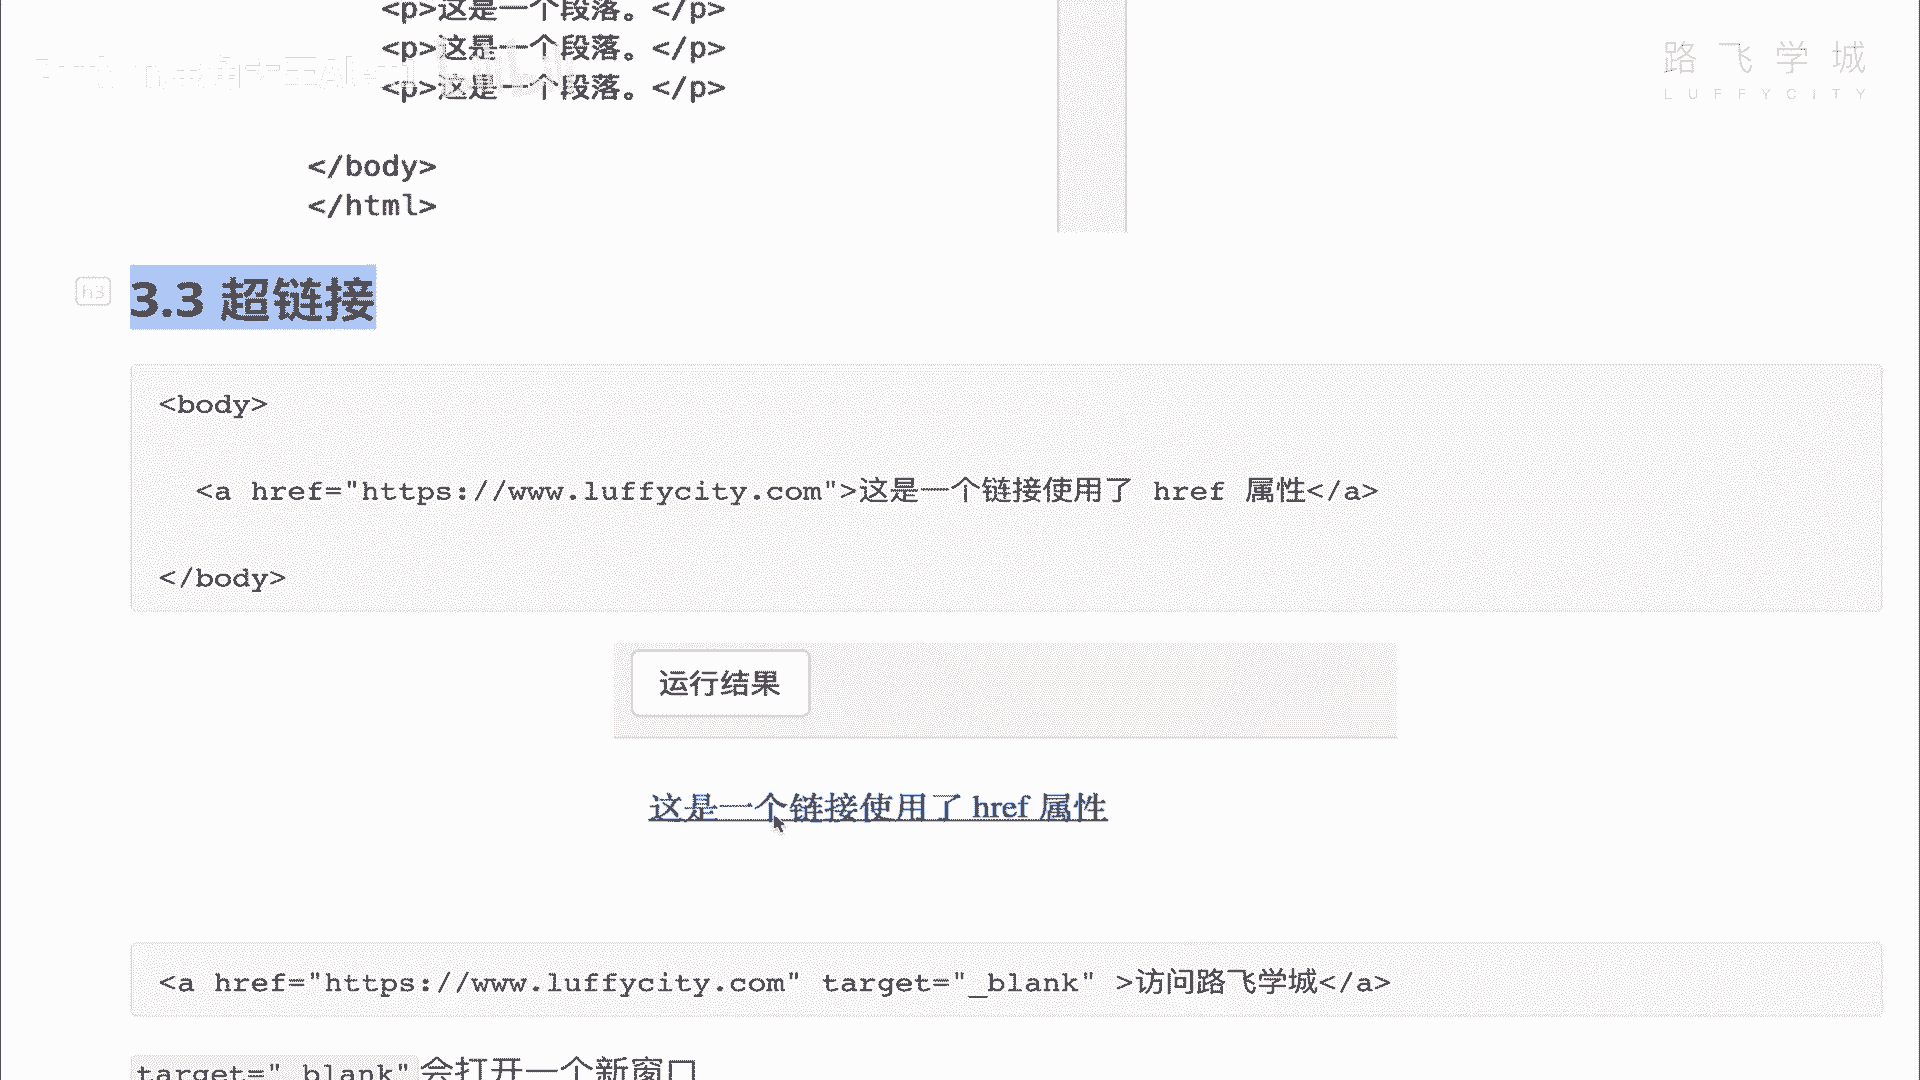 <p>这是一个段落。</p>
<p>这是一个段落。</p>
<p>这是一个段落。</p>
路飞学城
LUFFYCITY
</body>
</html>
h3
3.3 超链接
<body>
<a href="https://www.luffycity.com">这是一个链接使用了 href 属性</a>
</body>
运行结果
这是一个链接使用了 href 属性
<a href="https://www.luffycity.com" target="_blank" >访问路飞学城</a>
target="_blank"会打开一个新窗口